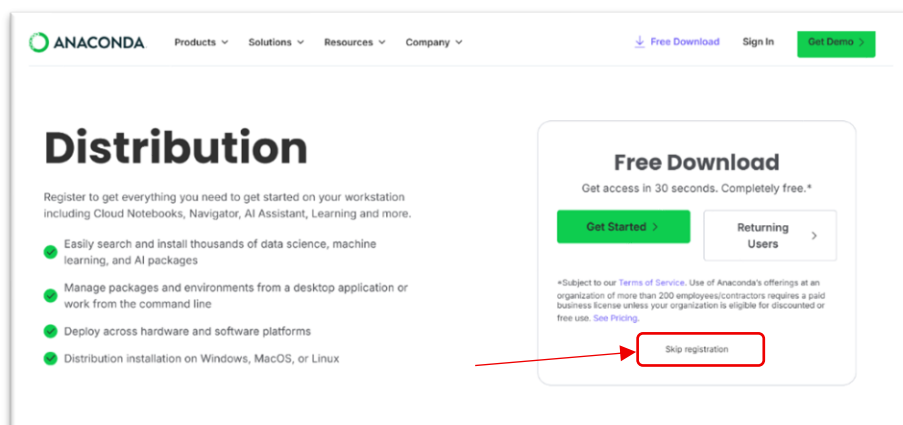 ANACONDA. Products Solutions Resources Company Free Download Sign In Get Demo
Distribution
Register to get everything you need to get started on your workstation
including Cloud Notebooks, Navigator, AI Assistant, Learning and more.
Easily search and install thousands of data science, machine
learning, and AI packages
Manage packages and environments from a desktop application or
work from the command line
Deploy across hardware and software platforms
Distribution installation on Windows, MacOS, or Linux
Free Download
Get access in 30 seconds. Completely free.*
Get Started
Returning
Users
*Subject to our Terms of Service. Use of Anaconda's offerings at an
organization of more than 200 employees/contractors requires a paid
business license unless your organization is eligible for discounted or
free use. See Pricing.
Skip registration